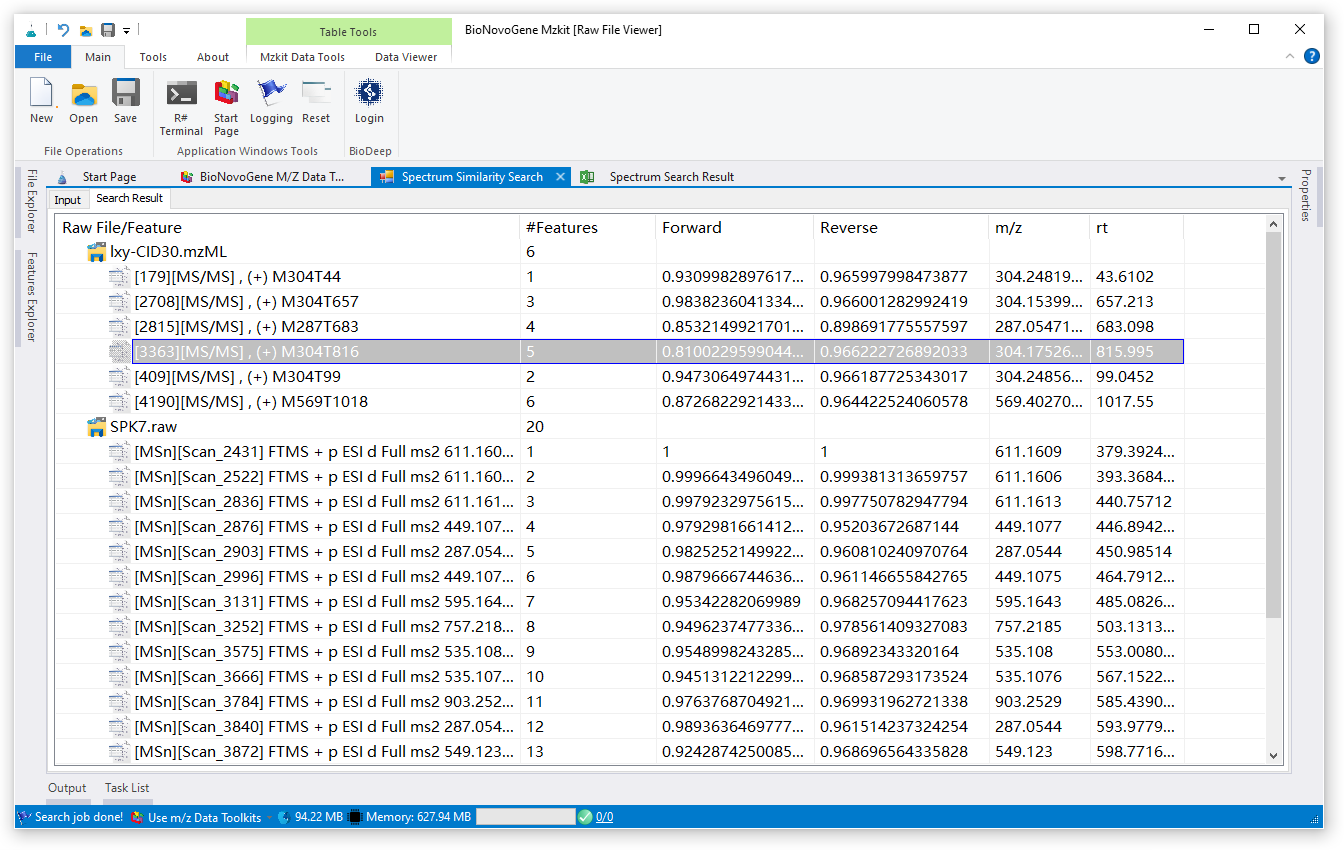 Table Tools
BioNovoGene Mzkit [Raw File Viewer]
File Main Tools About Mzkit Data Tools Data Viewer
New Open Save R# Terminal Start Page Logging Reset Login
File Operations Application Windows Tools BioDeep
File Explorer
Features Explorer
Properties
Start Page BioNovoGene M/Z Data T... Spectrum Similarity Search Spectrum Search Result
Input Search Result
Raw File/Feature #Features Forward Reverse m/z rt
lxy-CID30.mzML 6
[179][MS/MS] , (+) M304T44 1 0.9309982897617... 0.965997998473877 304.24819... 43.6102
[2708][MS/MS] , (+) M304T657 3 0.9838236041334... 0.966001282992419 304.15399... 657.213
[2815][MS/MS] , (+) M287T683 4 0.8532149921701... 0.898691775557597 287.05471... 683.098
[3363][MS/MS] , (+) M304T816 5 0.8100229599044... 0.966222726892033 304.17526... 815.995
[409][MS/MS] , (+) M304T99 2 0.9473064974431... 0.966187725343017 304.24856... 99.0452
[4190][MS/MS] , (+) M569T1018 6 0.8726822921433... 0.964422524060578 569.40270... 1017.55
SPK7.raw 20
[MSn][Scan_2431] FTMS + p ESI d Full ms2 611.160... 1 1 1 611.1609 379.3924...
[MSn][Scan_2522] FTMS + p ESI d Full ms2 611.160... 2 0.9996643496049... 0.999381313659757 611.1606 393.3684...
[MSn][Scan_2836] FTMS + p ESI d Full ms2 611.161... 3 0.9979232975615... 0.997750782947794 611.1613 440.75712
[MSn][Scan_2876] FTMS + p ESI d Full ms2 449.107... 4 0.9792981661412... 0.95203672687144 449.1077 446.8942...
[MSn][Scan_2903] FTMS + p ESI d Full ms2 287.054... 5 0.9825252149922... 0.960810240970764 287.0544 450.98514
[MSn][Scan_2996] FTMS + p ESI d Full ms2 449.107... 6 0.9879666744636... 0.961146655842765 449.1075 464.7912...
[MSn][Scan_3131] FTMS + p ESI d Full ms2 595.164... 7 0.95342282069989 0.968257094417623 595.1643 485.0826...
[MSn][Scan_3252] FTMS + p ESI d Full ms2 757.218... 8 0.9496237477336... 0.978561409327083 757.2185 503.1313...
[MSn][Scan_3575] FTMS + p ESI d Full ms2 535.108... 9 0.9548998243285... 0.96892343320164 535.108 553.0080...
[MSn][Scan_3666] FTMS + p ESI d Full ms2 535.107... 10 0.9451312212299... 0.968587293173524 535.1076 567.1522...
[MSn][Scan_3784] FTMS + p ESI d Full ms2 903.252... 11 0.9763768704921... 0.969931962721338 903.2529 585.4390...
[MSn][Scan_3840] FTMS + p ESI d Full ms2 287.054... 12 0.9893636469777... 0.961514237324254 287.0544 593.9779...
[MSn][Scan_3872] FTMS + p ESI d Full ms2 549.123... 13 0.9242874250085... 0.968696564335828 549.123 598.7716...
Output Task List
Search job done! Use m/z Data Toolkits 94.22 MB Memory: 627.94 MB 0/0